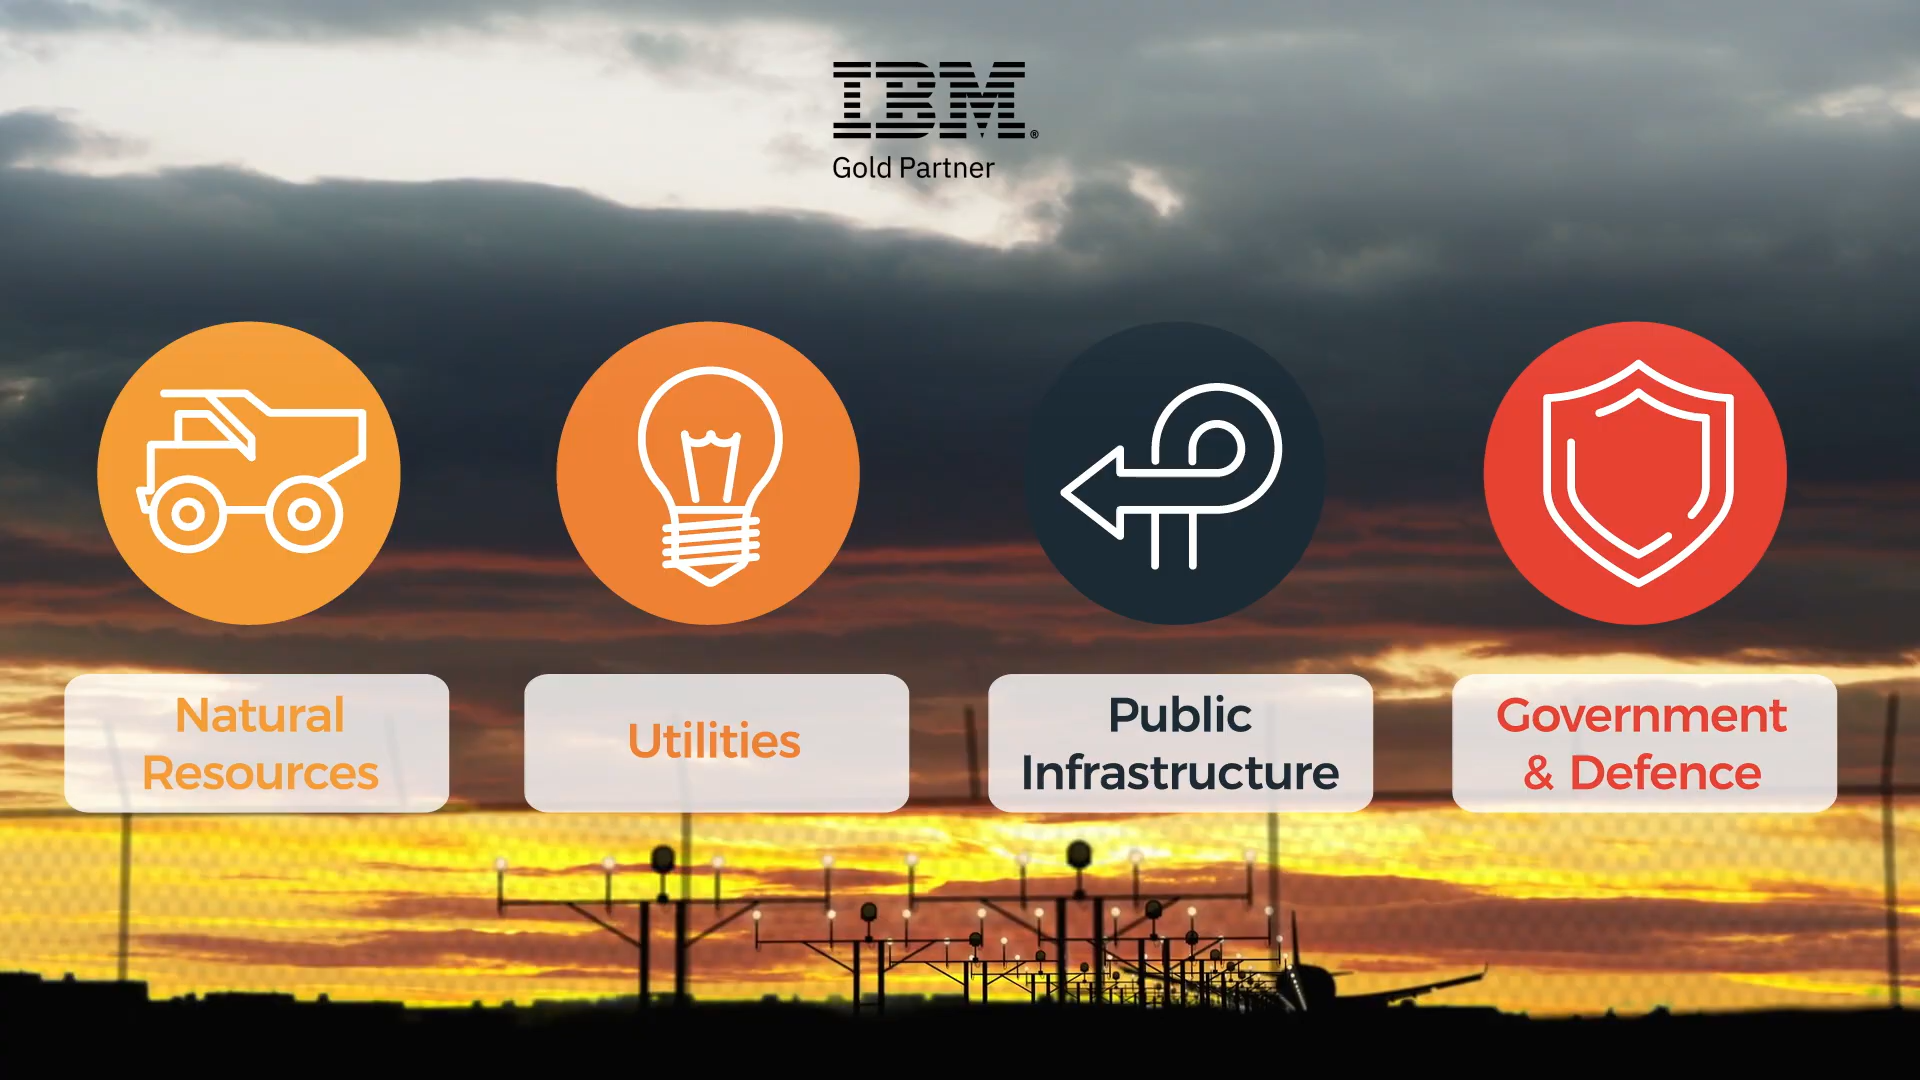 IBM®
Gold Partner
Natural
Resources
Utilities
Public
Infrastructure
Government
& Defence